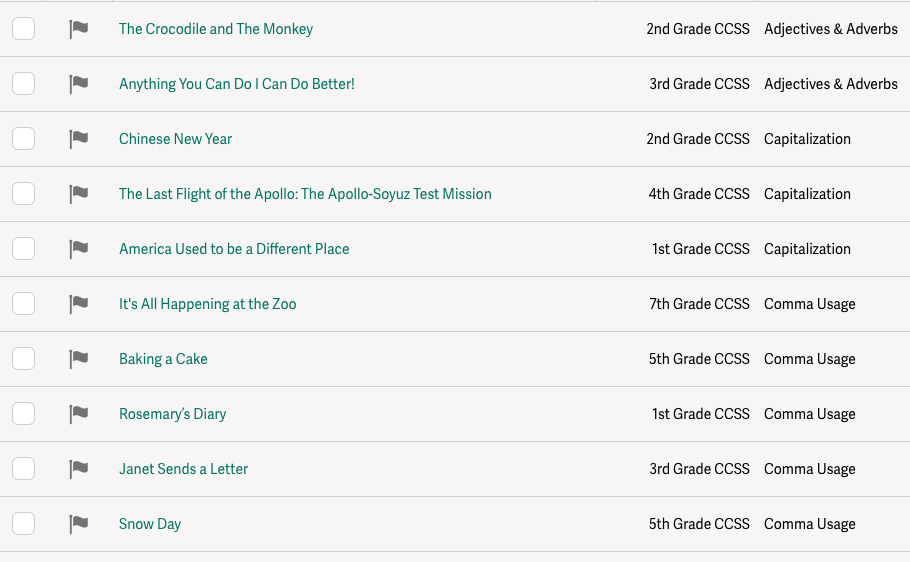 The Crocodile and The Monkey 2nd Grade CCSS Adjectives & Adverbs
Anything You Can Do I Can Do Better! 3rd Grade CCSS Adjectives & Adverbs
Chinese New Year 2nd Grade CCSS Capitalization
The Last Flight of the Apollo: The Apollo-Soyuz Test Mission 4th Grade CCSS Capitalization
America Used to be a Different Place 1st Grade CCSS Capitalization
It's All Happening at the Zoo 7th Grade CCSS Comma Usage
Baking a Cake 5th Grade CCSS Comma Usage
Rosemary’s Diary 1st Grade CCSS Comma Usage
Janet Sends a Letter 3rd Grade CCSS Comma Usage
Snow Day 5th Grade CCSS Comma Usage